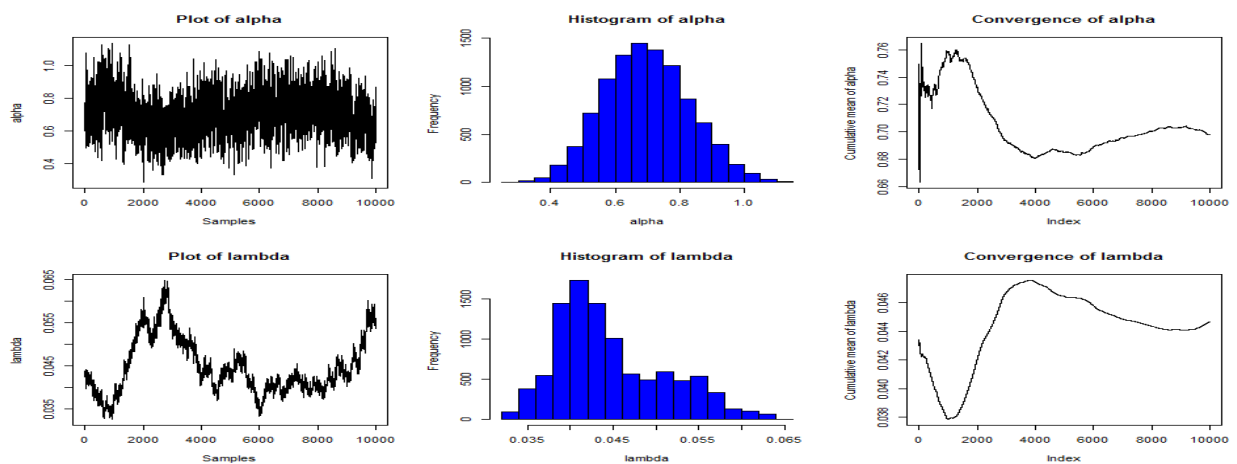 Plot of alpha
alpha
0.4 0.6 0.8 1.0
0 2000 4000 6000 8000 10000
Samples
Histogram of alpha
Frequency
0 500 1000 1500
0.4 0.6 0.8 1.0
alpha
Convergence of alpha
Cumulative mean of alpha
0.66 0.68 0.70 0.72 0.74 0.76
0 2000 4000 6000 8000 10000
Index
Plot of lambda
lambda
0.035 0.045 0.055 0.065
0 2000 4000 6000 8000 10000
Samples
Histogram of lambda
Frequency
0 500 1000 1500
0.035 0.045 0.055 0.065
lambda
Convergence of lambda
Cumulative mean of lambda
0.038 0.040 0.042 0.044 0.046
0 2000 4000 6000 8000 10000
Index